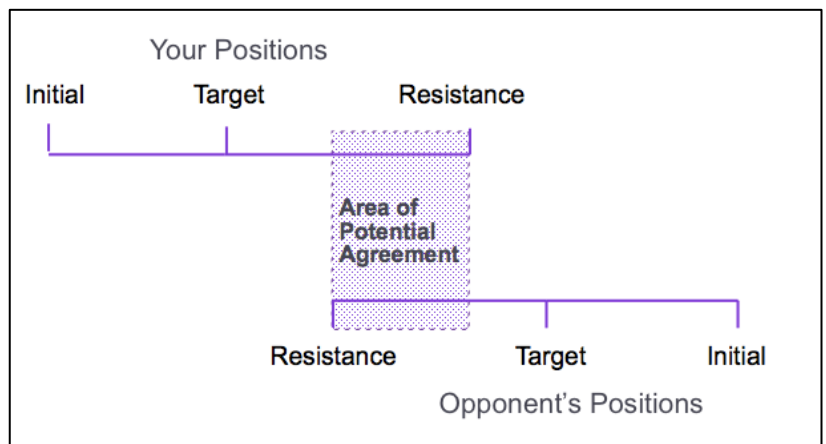 Your Positions
Initial Target Resistance
Area of
Potential
Agreement
Resistance Target Initial
Opponent's Positions